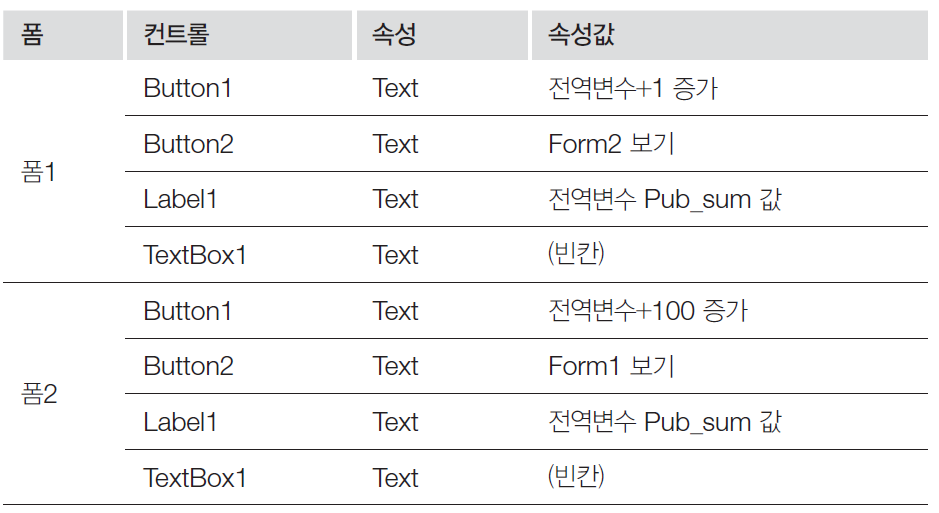 폼 컨트롤 속성 속성값
폼1
Button1 Text 전역변수+1 증가
Button2 Text Form2 보기
Label1 Text 전역변수 Pub_sum 값
TextBox1 Text (빈칸)
폼2
Button1 Text 전역변수+100 증가
Button2 Text Form1 보기
Label1 Text 전역변수 Pub_sum 값
TextBox1 Text (빈칸)